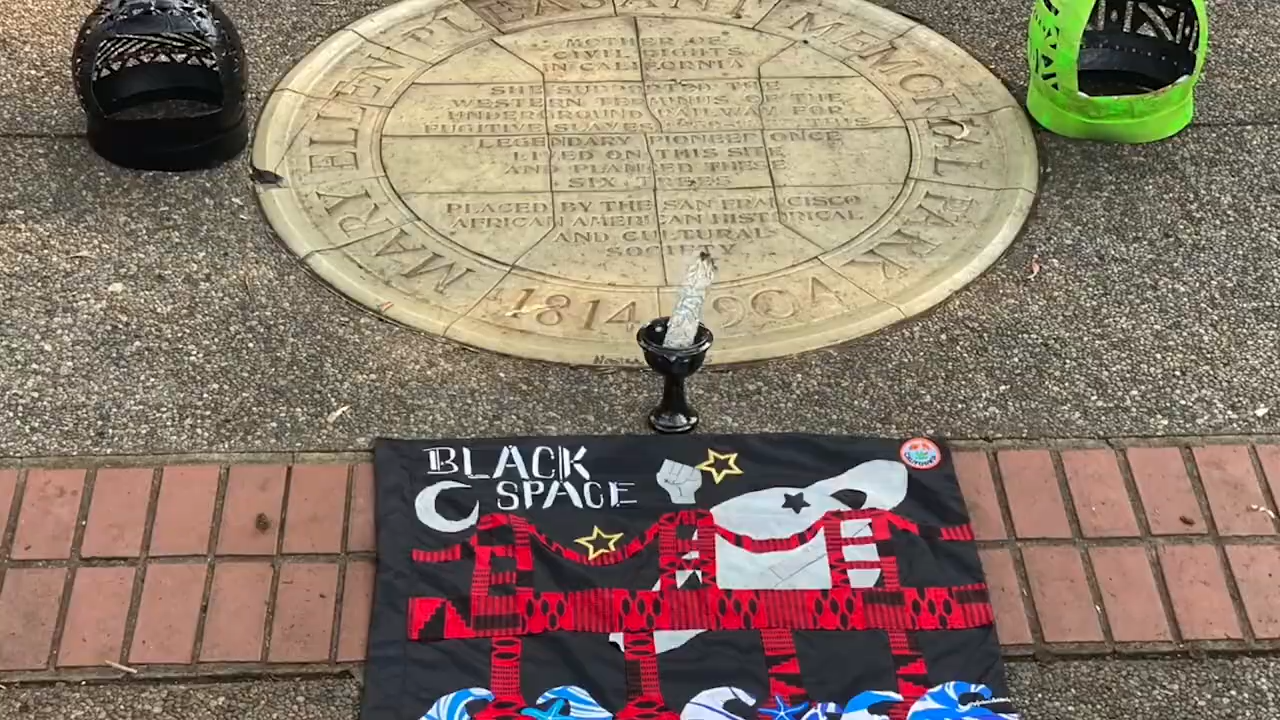 MARY ELLEN PLEASANT MEMORIAL PARK
MOTHER OF
CIVIL RIGHTS
IN CALIFORNIA
SHE SUPPORTED THE
WESTERN TERMINUS OF THE
UNDERGROUND RAILWAY FOR
FUGITIVE SLAVES THIS
LEGENDARY PIONEER ONCE
LIVED ON THIS SITE
AND PLANTED THESE
SIX TREES
PLACED BY THE SAN FRANCISCO
AFRICAN AMERICAN HISTORICAL
AND CULTURAL
SOCIETY
1814 1904
BLACK
SPACE
CALIFORNIA